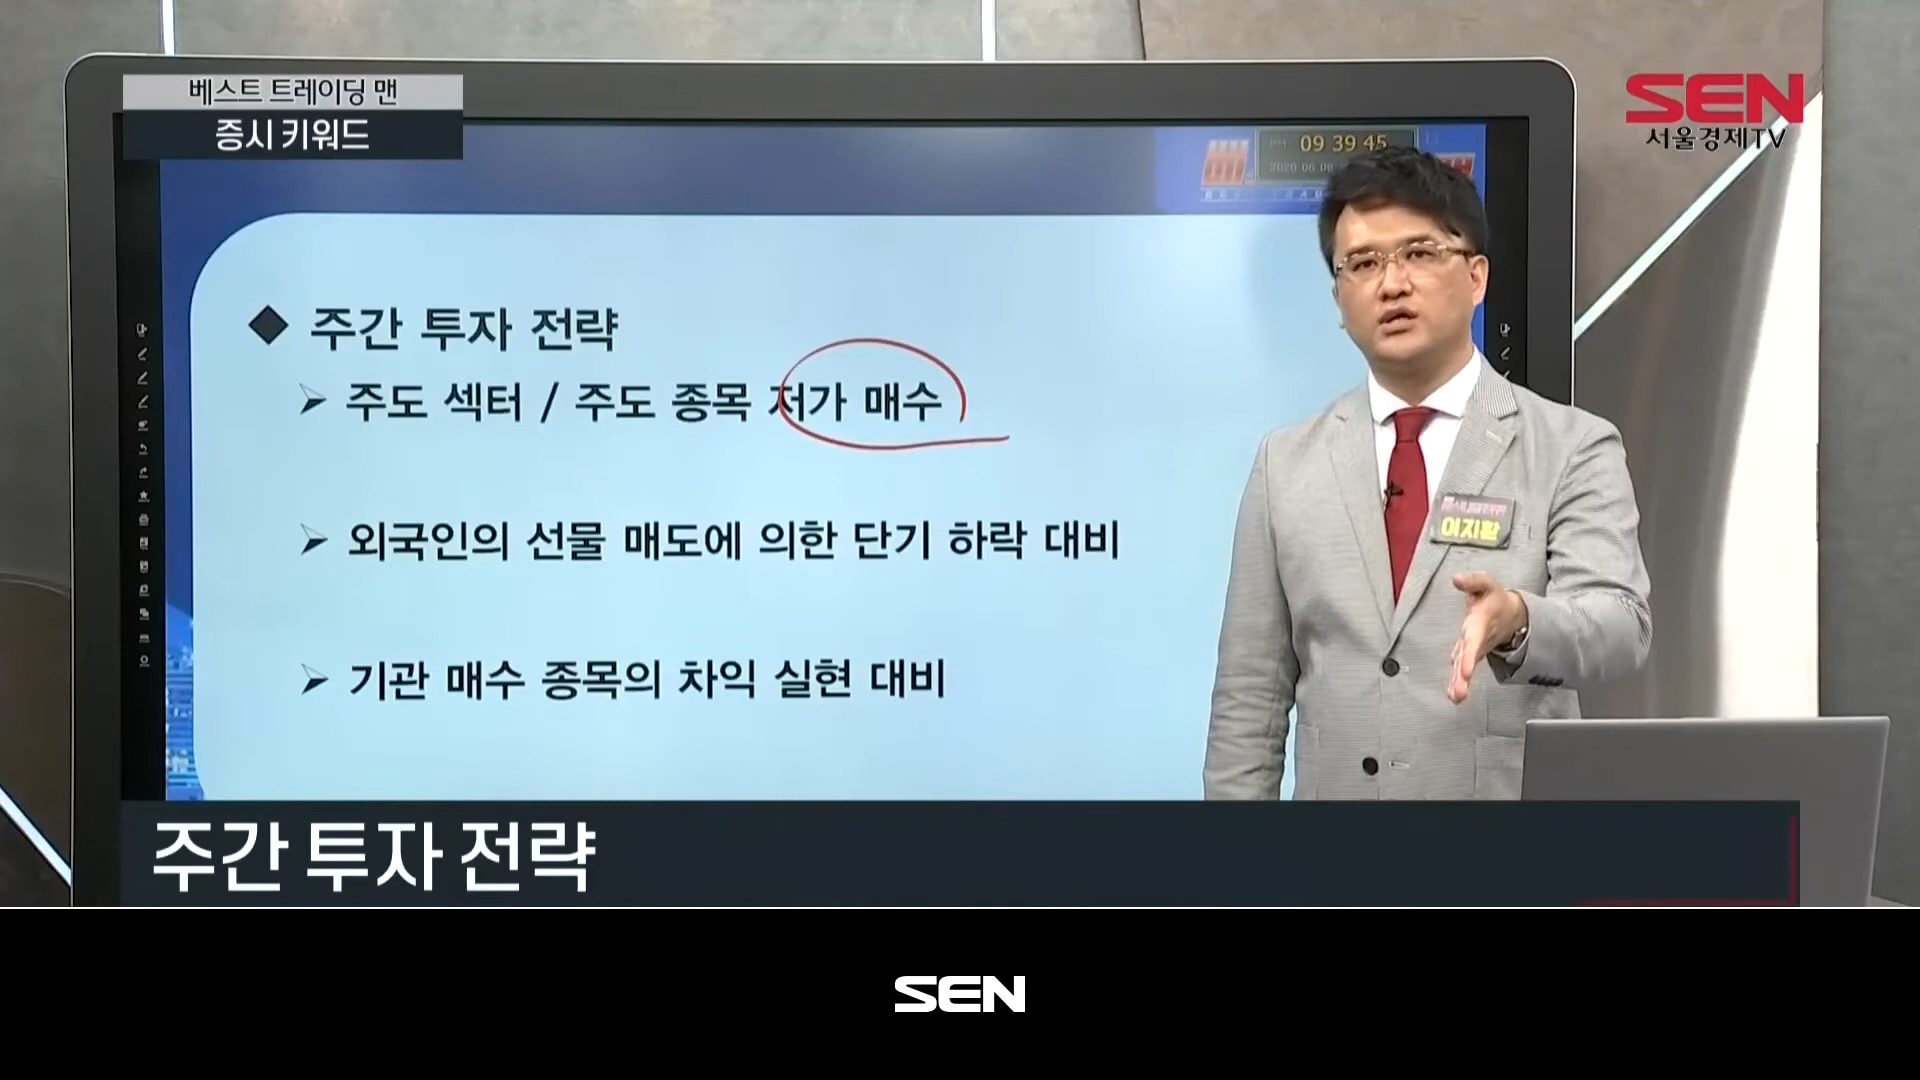 베스트 트레이딩 맨
증시 키워드
SEN
서울경제TV
PM 09 39 45
◆ 주간 투자 전략
➢ 주도 섹터 / 주도 종목 저가 매수
➢ 외국인의 선물 매도에 의한 단기 하락 대비
➢ 기관 매수 종목의 차익 실현 대비
이지환
주간 투자 전략
SEN